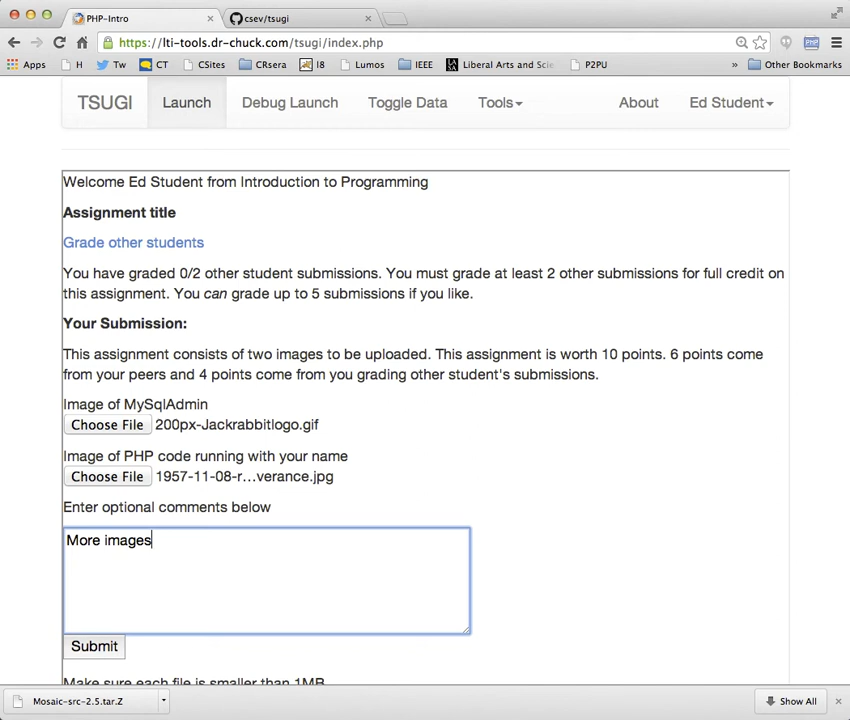 PHP-Intro
csev/tsugi
https://lti-tools.dr-chuck.com/tsugi/index.php
Apps H Tw CT CSites CRsera I8 Lumos IEEE Liberal Arts and Scie P2PU » Other Bookmarks
TSUGI Launch Debug Launch Toggle Data Tools About Ed Student
Welcome Ed Student from Introduction to Programming
Assignment title
Grade other students
You have graded 0/2 other student submissions. You must grade at least 2 other submissions for full credit on
this assignment. You can grade up to 5 submissions if you like.
Your Submission:
This assignment consists of two images to be uploaded. This assignment is worth 10 points. 6 points come
from your peers and 4 points come from you grading other student's submissions.
Image of MySqlAdmin
Choose File 200px-Jackrabbitlogo.gif
Image of PHP code running with your name
Choose File 1957-11-08-r…verance.jpg
Enter optional comments below
More images
Submit
Make sure each file is smaller than 1MB.
Mosaic-src-2.5.tar.Z
Show All